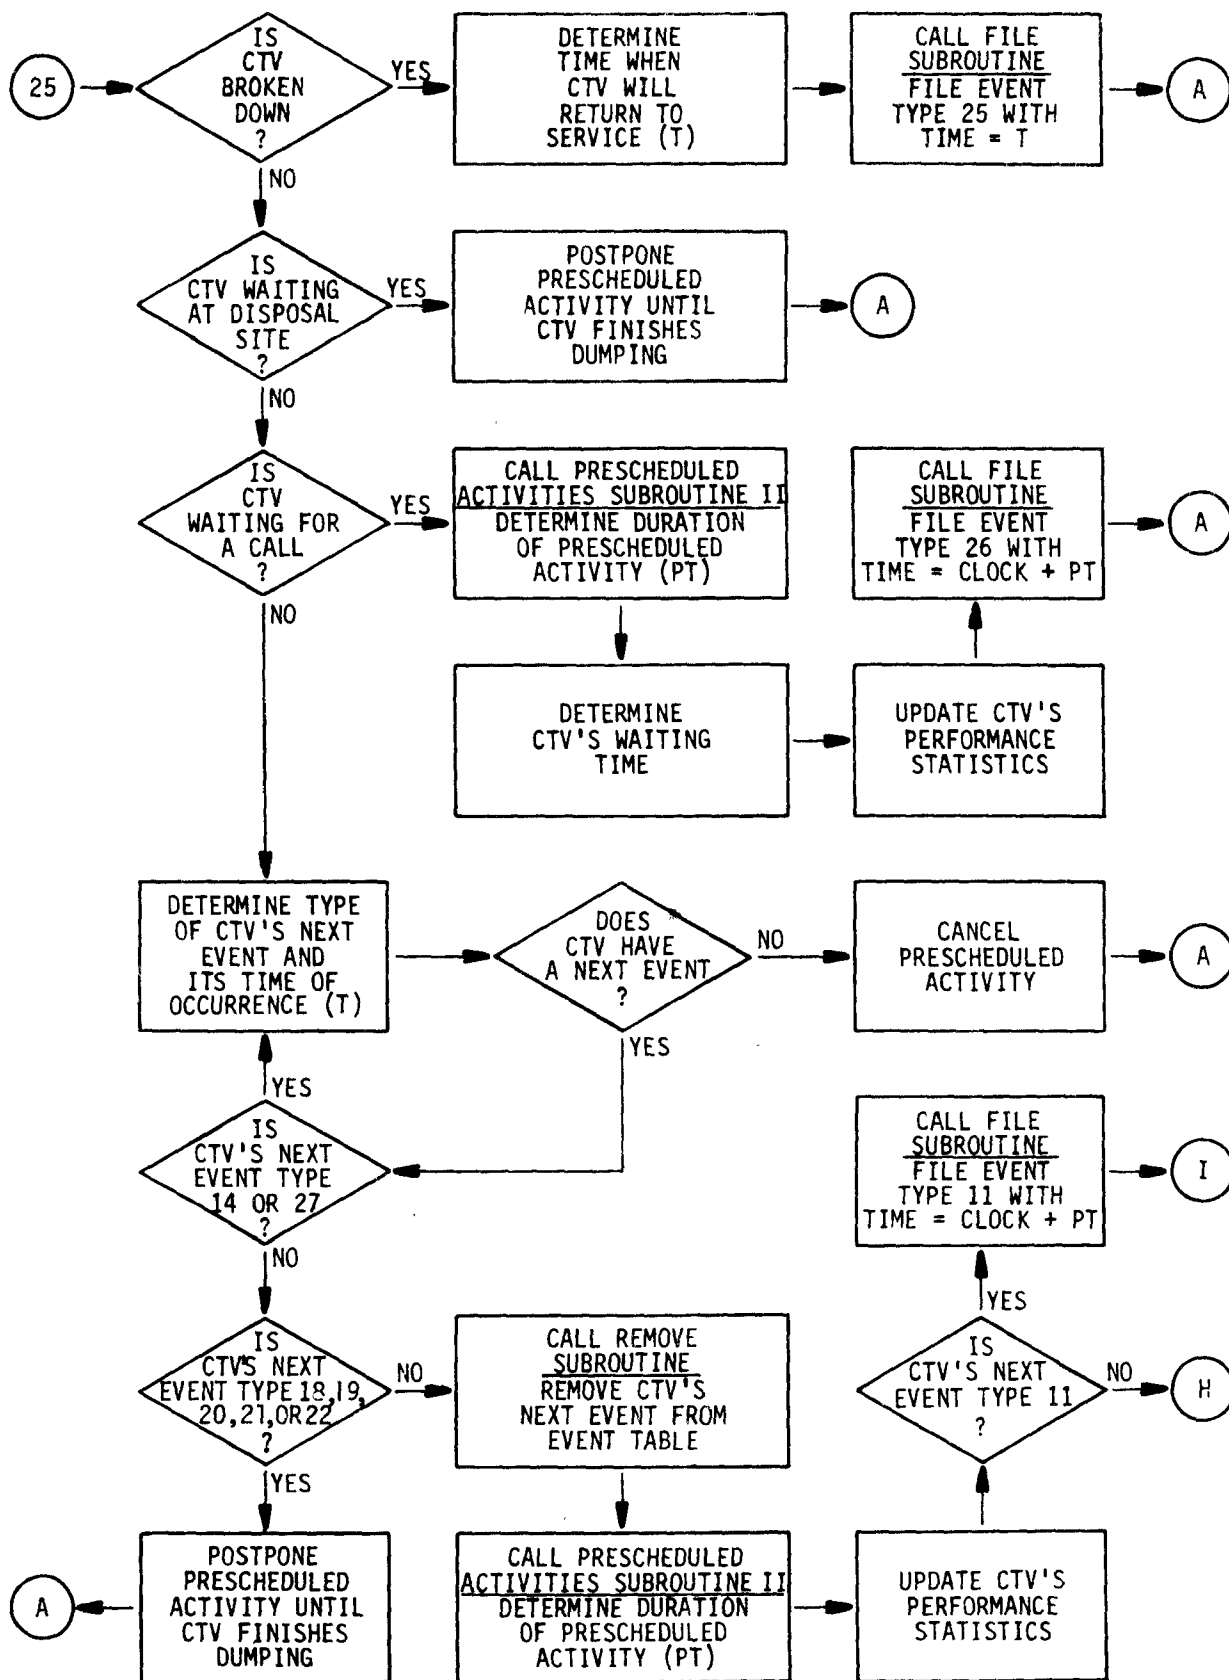 25
IS
CTV
BROKEN
DOWN
?
YES
NO
DETERMINE
TIME WHEN
CTV WILL
RETURN TO
SERVICE (T)
CALL FILE
SUBROUTINE
FILE EVENT
TYPE 25 WITH
TIME = T
A
IS
CTV WAITING
AT DISPOSAL
SITE
?
YES
NO
POSTPONE
PRESCHEDULED
ACTIVITY UNTIL
CTV FINISHES
DUMPING
A
IS
CTV
WAITING FOR
A CALL
?
YES
NO
CALL PRESCHEDULED
ACTIVITIES SUBROUTINE II
DETERMINE DURATION
OF PRESCHEDULED
ACTIVITY (PT)
CALL FILE
SUBROUTINE
FILE EVENT
TYPE 26 WITH
TIME = CLOCK + PT
A
DETERMINE
CTV'S WAITING
TIME
UPDATE CTV'S
PERFORMANCE
STATISTICS
DETERMINE TYPE
OF CTV'S NEXT
EVENT AND
ITS TIME OF
OCCURRENCE (T)
DOES
CTV HAVE
A NEXT EVENT
?
NO
YES
CANCEL
PRESCHEDULED
ACTIVITY
A
YES
IS
CTV'S NEXT
EVENT TYPE
14 OR 27
?
NO
CALL FILE
SUBROUTINE
FILE EVENT
TYPE 11 WITH
TIME = CLOCK + PT
I
YES
IS
CTV'S NEXT
EVENT TYPE 18,19,
20,21,OR 22
?
NO
YES
CALL REMOVE
SUBROUTINE
REMOVE CTV'S
NEXT EVENT FROM
EVENT TABLE
IS
CTV'S NEXT
EVENT TYPE 11
?
NO
H
A
POSTPONE
PRESCHEDULED
ACTIVITY UNTIL
CTV FINISHES
DUMPING
CALL PRESCHEDULED
ACTIVITIES SUBROUTINE II
DETERMINE DURATION
OF PRESCHEDULED
ACTIVITY (PT)
UPDATE CTV'S
PERFORMANCE
STATISTICS